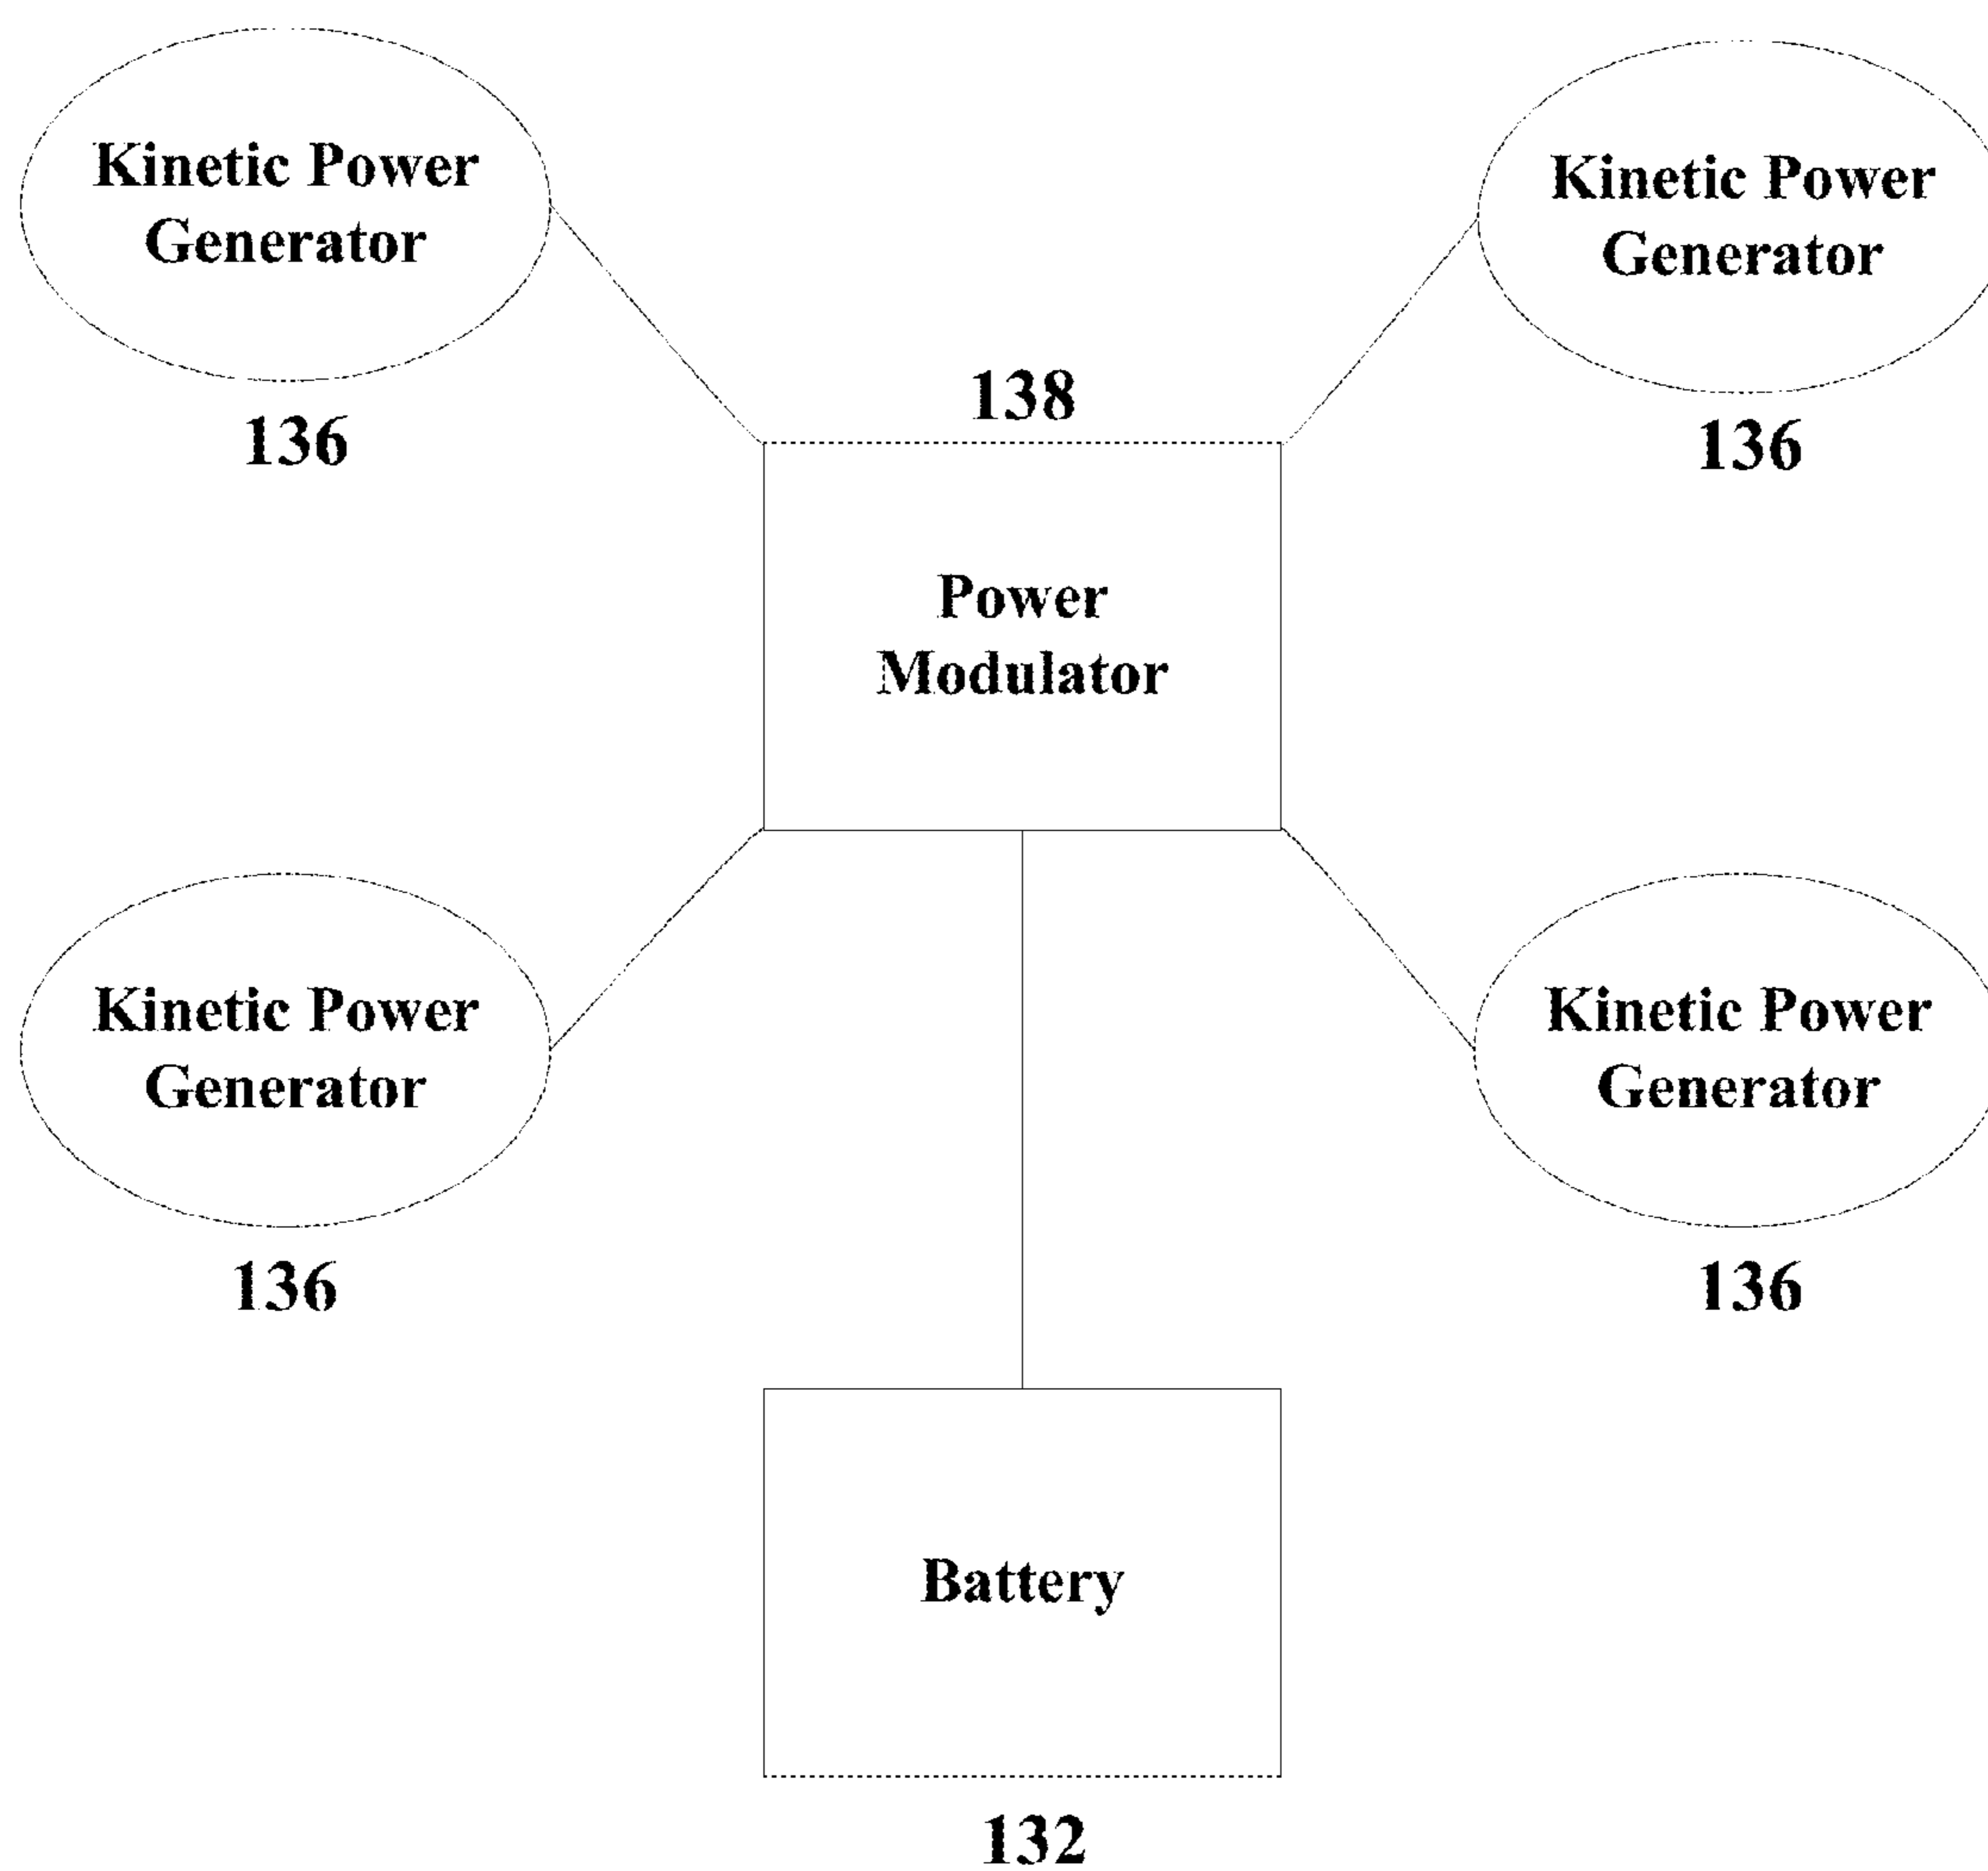 Kinetic Power
Generator
136
Kinetic Power
Generator
136
138
Power
Modulator
Kinetic Power
Generator
136
Kinetic Power
Generator
136
Battery
132